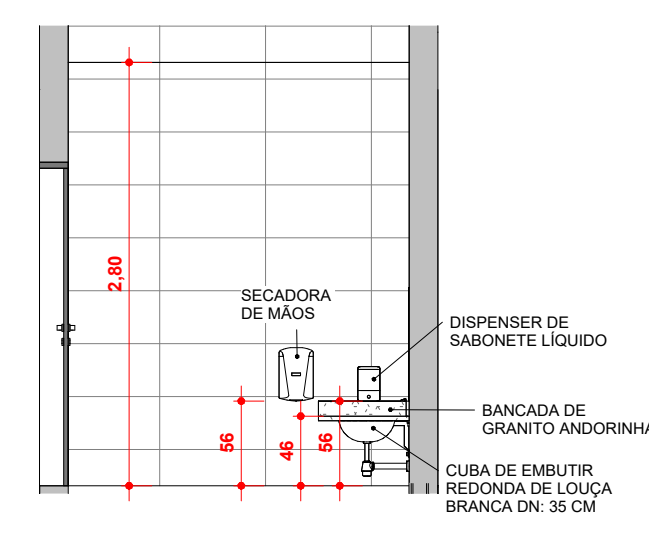 2,80
SECADORA
DE MÃOS
DISPENSER DE
SABONETE LÍQUIDO
BANCADA DE
GRANITO ANDORINHA
56
46
56
CUBA DE EMBUTIR
REDONDA DE LOUÇA
BRANCA DN: 35 CM